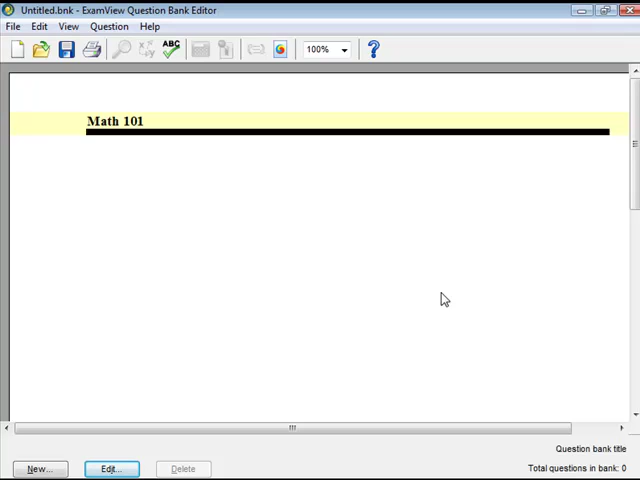 Untitled.bnk - ExamView Question Bank Editor
File Edit View Question Help
ABC 100% ?
Math 101
Question bank title
New... Edit... Delete Total questions in bank: 0